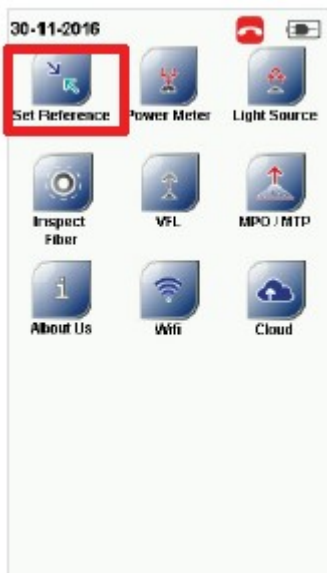 30-11-2016
Set Reference
Power Meter
Light Source
Inspect
Fiber
VFL
MPO / MTP
i
About Us
Wifi
Cloud